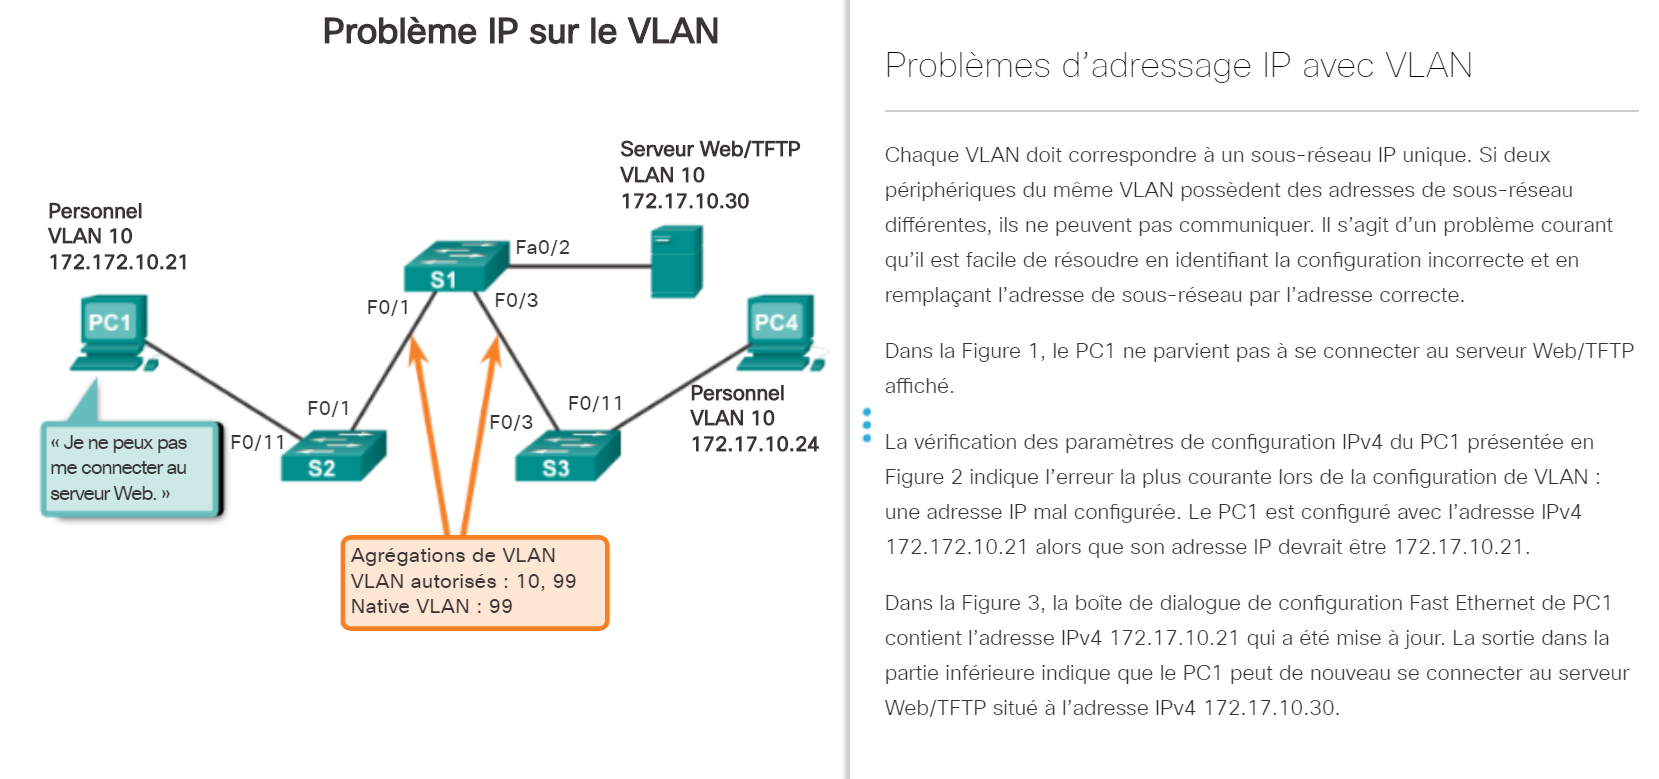 Problème IP sur le VLAN
Serveur Web/TFTP
VLAN 10
172.17.10.30
Personnel
VLAN 10
172.172.10.21
Fa0/2
S1
F0/1
F0/3
PC1
PC4
Personnel
VLAN 10
172.17.10.24
F0/1
F0/11
F0/3
F0/11
S2
S3
« Je ne peux pas
me connecter au
serveur Web. »
Agrégations de VLAN
VLAN autorisés : 10, 99
Native VLAN : 99
Problèmes d’adressage IP avec VLAN
Chaque VLAN doit correspondre à un sous-réseau IP unique. Si deux
périphériques du même VLAN possèdent des adresses de sous-réseau
différentes, ils ne peuvent pas communiquer. Il s’agit d’un problème courant
qu’il est facile de résoudre en identifiant la configuration incorrecte et en
remplaçant l’adresse de sous-réseau par l’adresse correcte.
Dans la Figure 1, le PC1 ne parvient pas à se connecter au serveur Web/TFTP
affiché.
La vérification des paramètres de configuration IPv4 du PC1 présentée en
Figure 2 indique l’erreur la plus courante lors de la configuration de VLAN :
une adresse IP mal configurée. Le PC1 est configuré avec l’adresse IPv4
172.172.10.21 alors que son adresse IP devrait être 172.17.10.21.
Dans la Figure 3, la boîte de dialogue de configuration Fast Ethernet de PC1
contient l’adresse IPv4 172.17.10.21 qui a été mise à jour. La sortie dans la
partie inférieure indique que le PC1 peut de nouveau se connecter au serveur
Web/TFTP situé à l’adresse IPv4 172.17.10.30.